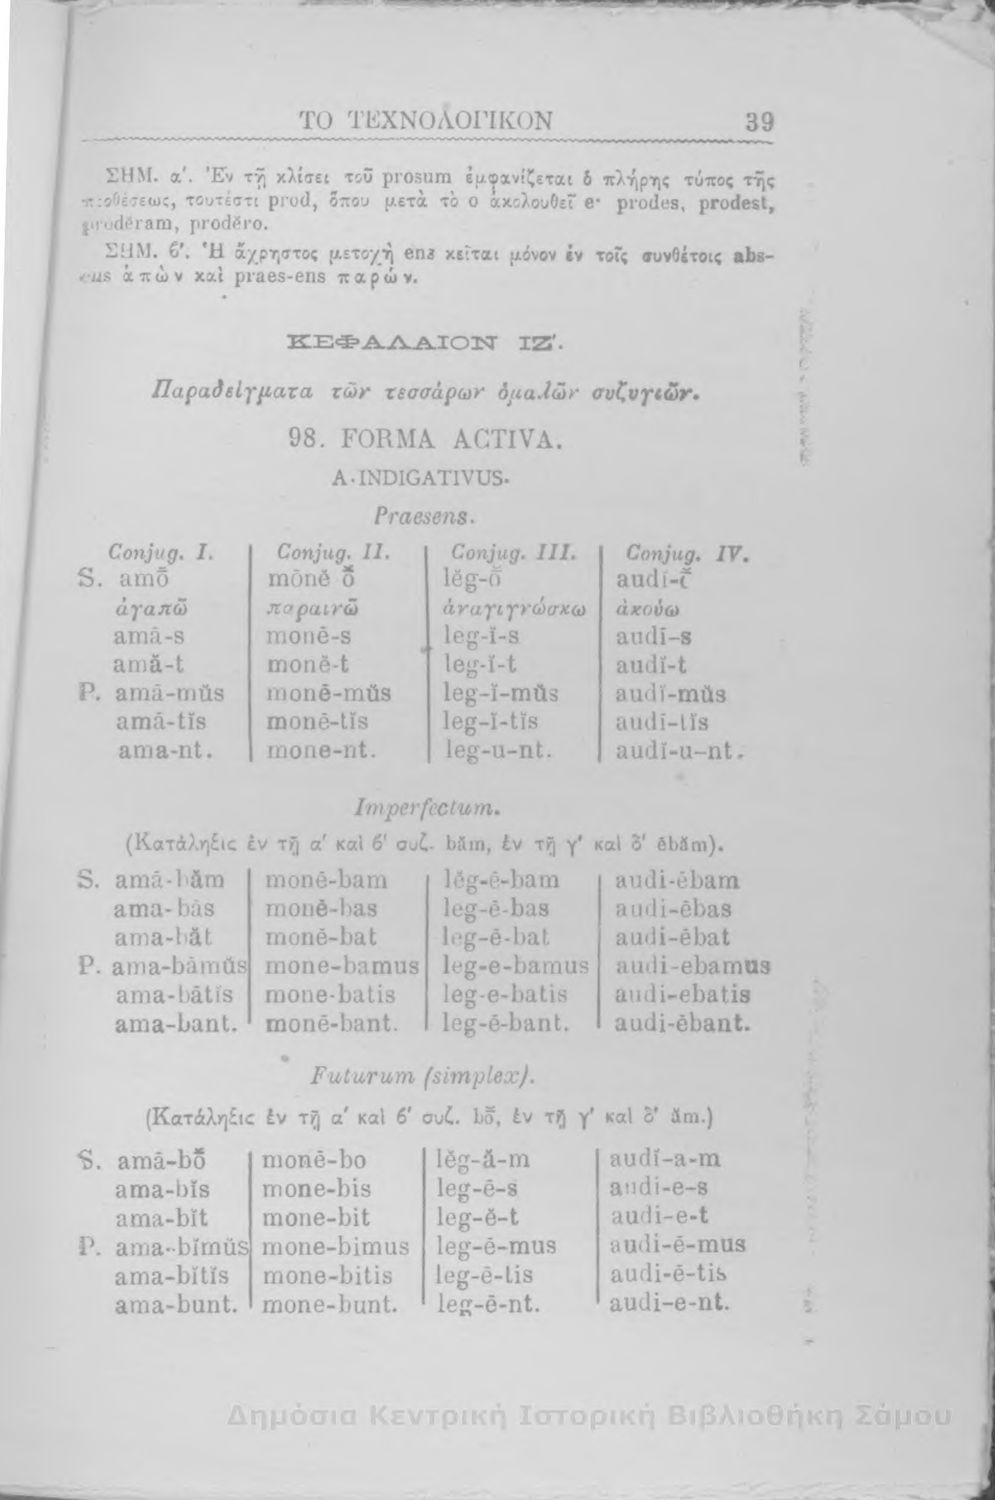 ΤΟ ΤΕΧΝΟΛΟΓΙΚΟΝ 39
ΣΗΜ. α'. Ἐν τῇ κλίσει τοῦ prosum ἐμφανίζεται ὁ πλήρης τύπος τῆς
προθέσεως, τουτέστι prod, ὅπου μετὰ τὸ ο ἀκολουθεῖ e· prodes, prodest,
prodĕram, prodĕro.
ΣΗΜ. β'. Ἡ ἄχρηστος μετοχὴ ens κεῖται μόνον ἐν τοῖς συνθέτοις abs-
ens ἀπὼν καὶ praes-ens παρών.
ΚΕΦΑΛΑΙΟΝ ΙΖ'.
Παραδείγματα τῶν τεσσάρων ὁμαλῶν συζυγιῶν.
98. FORMA ACTIVA.
A. INDIGATIVUS.
Praesens.
Conjug. I. Conjug. II. Conjug. III. Conjug. IV.
S. amō mōnĕ ō lĕg-ō audĭ-
ἀγαπῶ παραινῶ ἀναγιγνώσκω ἀκούω
amā-s monē-s leg-ĭ-s audī-s
amă-t monĕ-t leg-ĭ-t audĭ-t
P. amā-mŭs monē-mŭs leg-ĭ-mŭs audī-mŭs
amā-tĭs monē-tĭs leg-ĭ-tĭs audī-tĭs
ama-nt. mone-nt. leg-u-nt. audĭ-u-nt.
Imperfectum.
(Κατάληξις ἐν τῇ α' καὶ β' συζ. băm, ἐν τῇ γ' καὶ δ' ēbăm).
S. amā-băm monē-bam lĕg-ē-bam audi-ēbam
ama-bās monē-bas leg-ē-bas audi-ēbas
ama-băt monē-bat leg-ē-bat audi-ēbat
P. ama-bāmŭs mone-bamus leg-e-bamus audi-ebamus
ama-bātĭs mone-batis leg-e-batis audi-ebatis
ama-bant. monē-bant. leg-ē-bant. audi-ēbant.
Futurum (simplex).
(Κατάληξις ἐν τῇ α' καὶ β' συζ. bō, ἐν τῇ γ' καὶ δ' ăm.)
S. amā-bō monē-bo lĕg-ă-m audĭ-a-m
ama-bĭs mone-bis leg-ē-s audi-e-s
ama-bĭt mone-bit leg-ĕ-t audi-e-t
P. ama-bĭmŭs mone-bimus leg-ē-mus audi-ē-mus
ama-bĭtĭs mone-bitis leg-ē-tis audi-ē-tis
ama-bunt. mone-bunt. leg-ē-nt. audi-e-nt.
Δημόσια Κεντρική Ιστορική Βιβλιοθήκη Σάμου